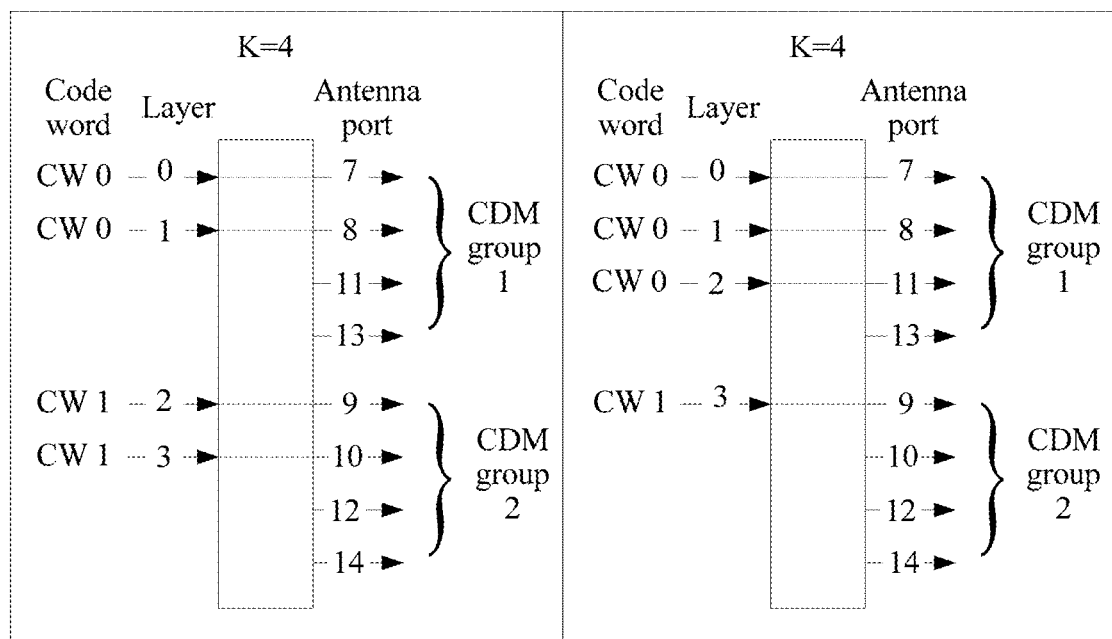 K=4
Code word Layer Antenna port
CW 0 0 7
CW 0 1 8
11
13
CDM group 1
CW 1 2 9
CW 1 3 10
12
14
CDM group 2
K=4
Code word Layer Antenna port
CW 0 0 7
CW 0 1 8
CW 0 2 11
13
CDM group 1
CW 1 3 9
10
12
14
CDM group 2